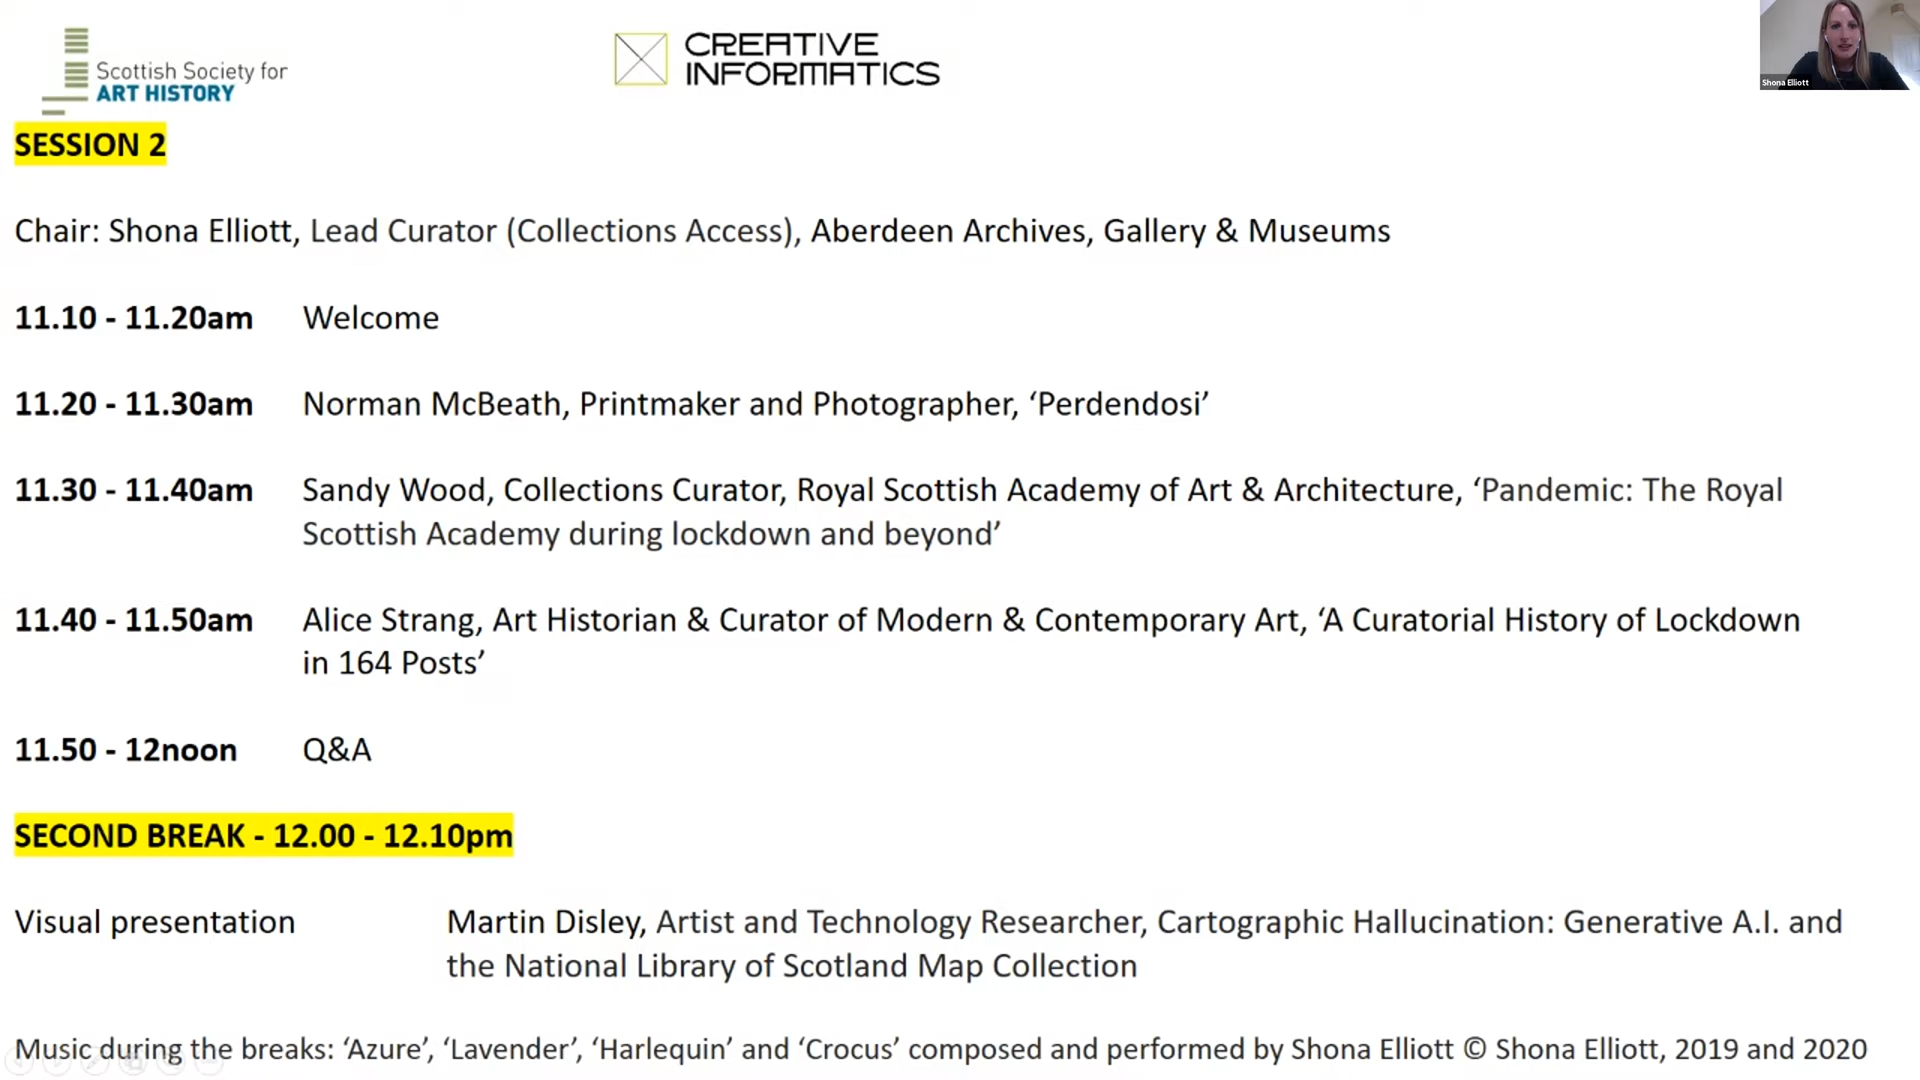 Scottish Society for
ART HISTORY
CREATIVE
INFORMATICS
Shona Elliott
SESSION 2
Chair: Shona Elliott, Lead Curator (Collections Access), Aberdeen Archives, Gallery & Museums
11.10 - 11.20am Welcome
11.20 - 11.30am Norman McBeath, Printmaker and Photographer, ‘Perdendosi’
11.30 - 11.40am Sandy Wood, Collections Curator, Royal Scottish Academy of Art & Architecture, ‘Pandemic: The Royal
Scottish Academy during lockdown and beyond’
11.40 - 11.50am Alice Strang, Art Historian & Curator of Modern & Contemporary Art, ‘A Curatorial History of Lockdown
in 164 Posts’
11.50 - 12noon Q&A
SECOND BREAK - 12.00 - 12.10pm
Visual presentation Martin Disley, Artist and Technology Researcher, Cartographic Hallucination: Generative A.I. and
the National Library of Scotland Map Collection
Music during the breaks: ‘Azure’, ‘Lavender’, ‘Harlequin’ and ‘Crocus’ composed and performed by Shona Elliott © Shona Elliott, 2019 and 2020